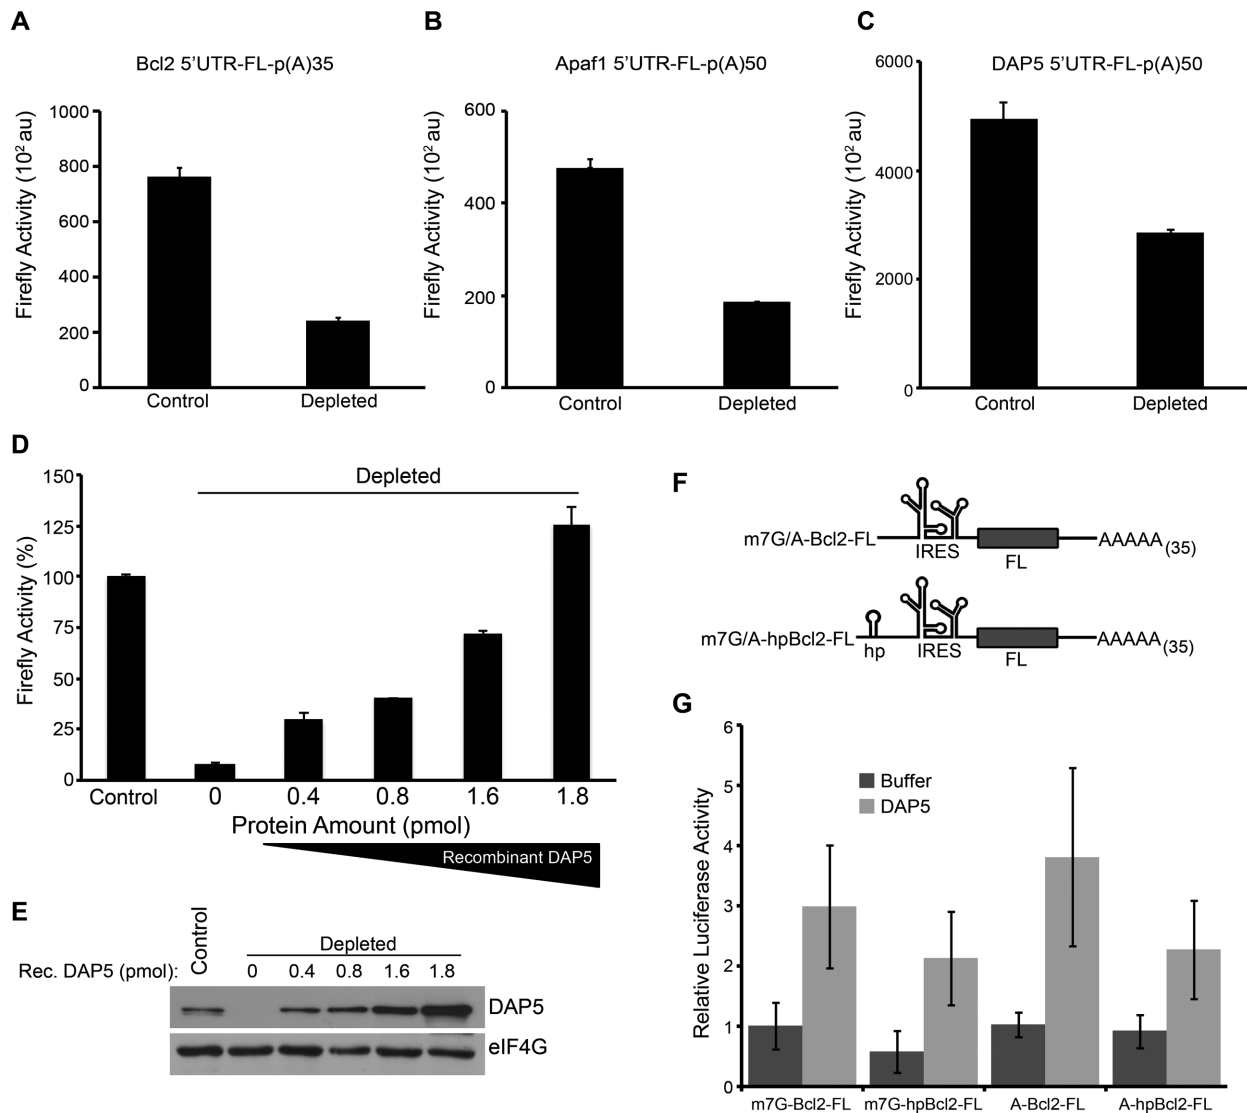 A
Bcl2 5'UTR-FL-p(A)35
Firefly Activity (10² au)
1000
800
600
400
200
0
Control
Depleted
B
Apaf1 5'UTR-FL-p(A)50
Firefly Activity (10² au)
600
400
200
0
Control
Depleted
C
DAP5 5'UTR-FL-p(A)50
Firefly Activity (10² au)
6000
4000
2000
4000
0
Control
Depleted
D
Depleted
Firefly Activity (%)
150
125
100
75
50
25
0
Control
0
0.4
0.8
1.6
1.8
Protein Amount (pmol)
Recombinant DAP5
E
Control
Depleted
Rec. DAP5 (pmol):
0
0.4
0.8
1.6
1.8
DAP5
eIF4G
F
m7G/A-Bcl2-FL
IRES
FL
AAAAA(35)
m7G/A-hpBcl2-FL
hp
IRES
FL
AAAAA(35)
G
Relative Luciferase Activity
6
5
4
3
2
1
0
Buffer
DAP5
m7G-Bcl2-FL
m7G-hpBcl2-FL
A-Bcl2-FL
A-hpBcl2-FL